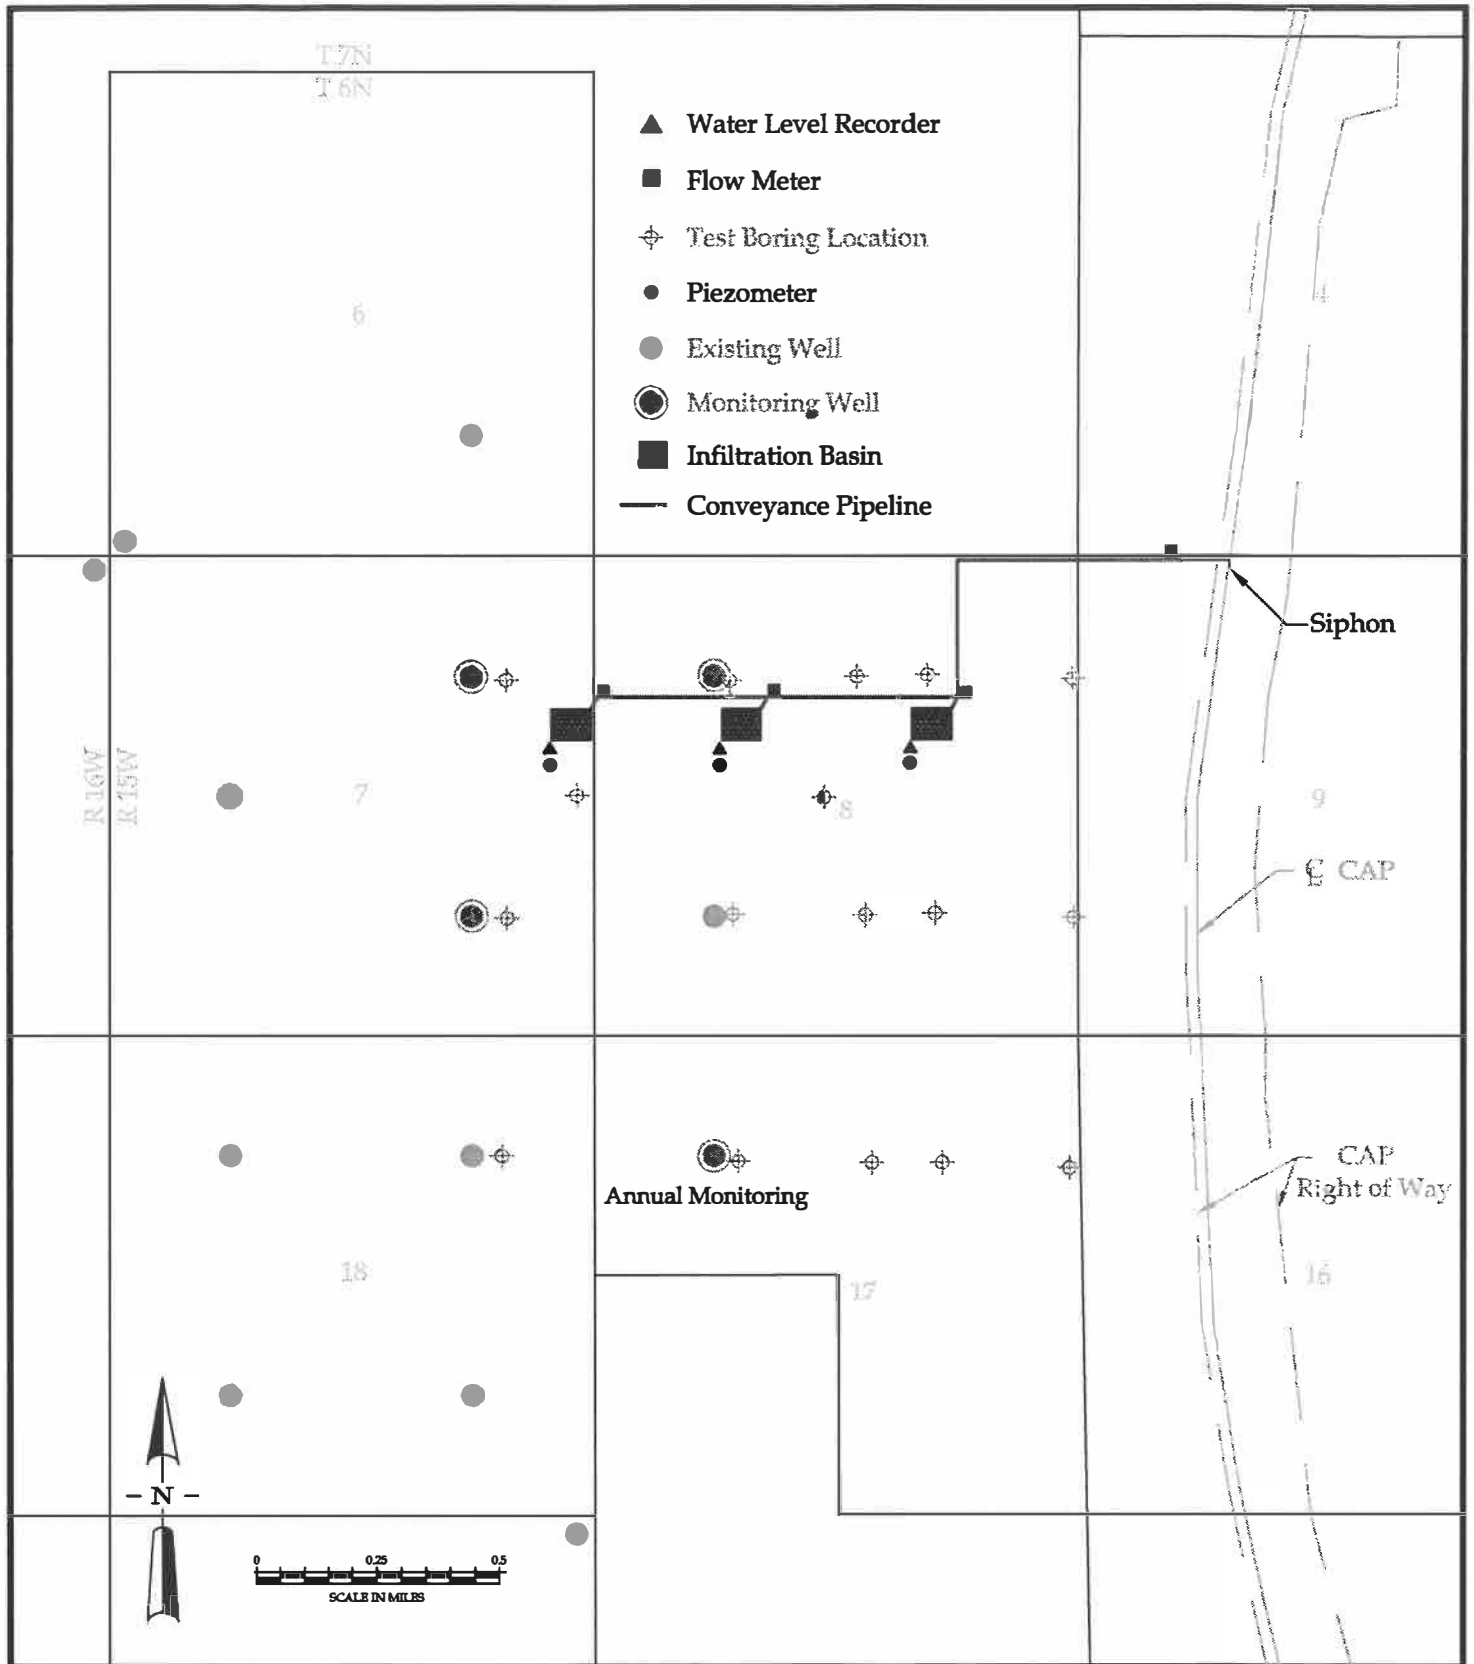 T 7N
T 6N
Water Level Recorder
Flow Meter
Test Boring Location
Piezometer
Existing Well
Monitoring Well
Infiltration Basin
Conveyance Pipeline
6
4
Siphon
R 16W
R 15W
7
8
9
℄ CAP
CAP
Right of Way
Annual Monitoring
18
17
16
- N -
0 0.25 0.5
SCALE IN MILES